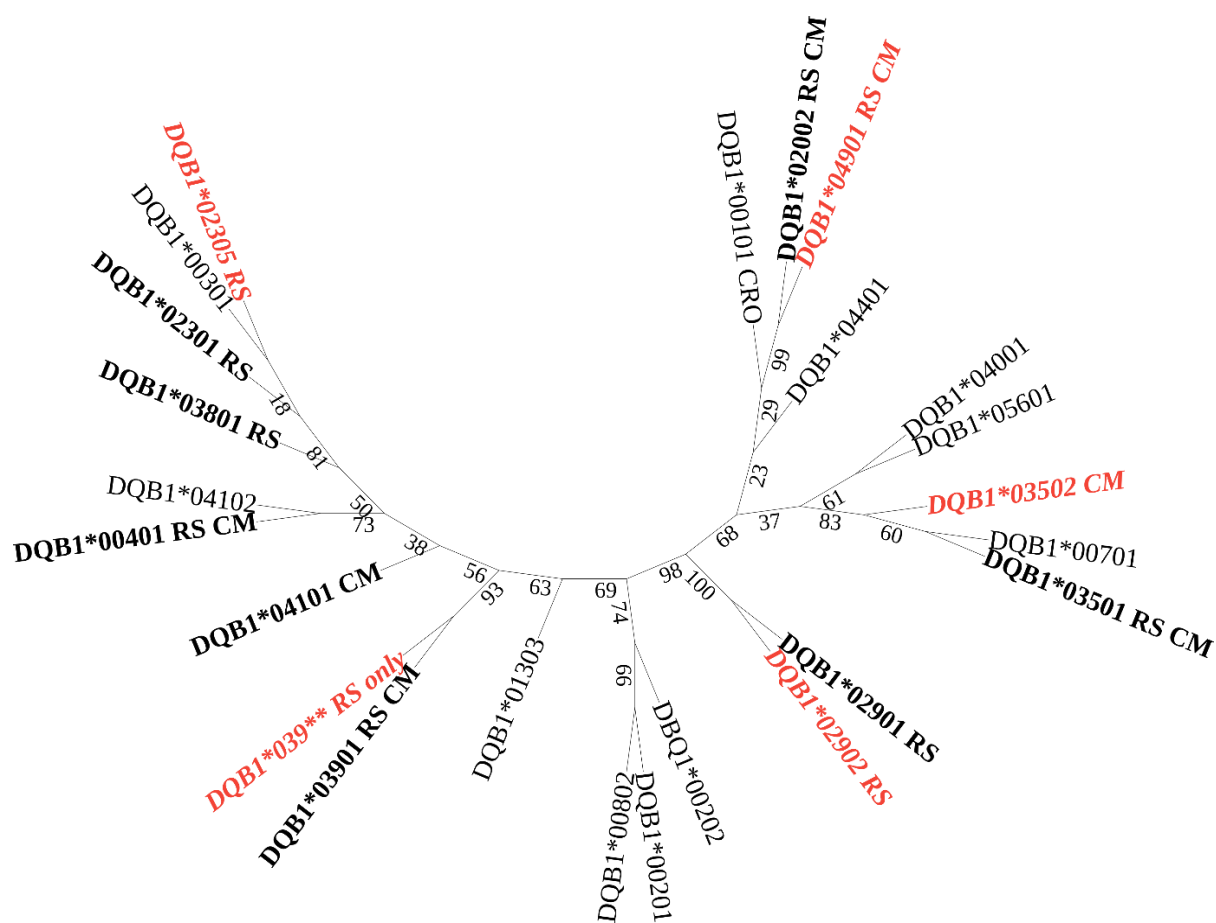 DQB1*02305 RS
DQB1*00301
DQB1*02301 RS
DQB1*03801 RS
DQB1*04102
DQB1*00401 RS CM
DQB1*04101 CM
DQB1*039** RS only
DQB1*03901 RS CM
DQB1*01303
DQB1*00802
DQB1*00201
DBQ1*00202
DQB1*02902 RS
DQB1*02901 RS
DQB1*03501 RS CM
DQB1*00701
DQB1*03502 CM
DQB1*05601
DQB1*04001
DQB1*04401
DQB1*04901 RS CM
DQB1*02002 RS CM
DQB1*00101 CRO
18
81
50
73
38
56
93
63
69
74
66
98
100
68
37
83
61
60
23
29
99